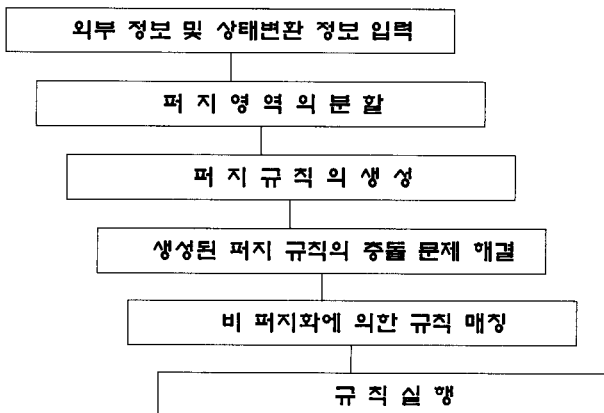 외부 정보 및 상태변환 정보 입력
퍼 지 영 역 의 분 할
퍼 지 규 칙 의 생 성
생성된 퍼지 규칙의 충돌 문제 해결
비 퍼지화에 의한 규칙 매칭
규 칙 실 행